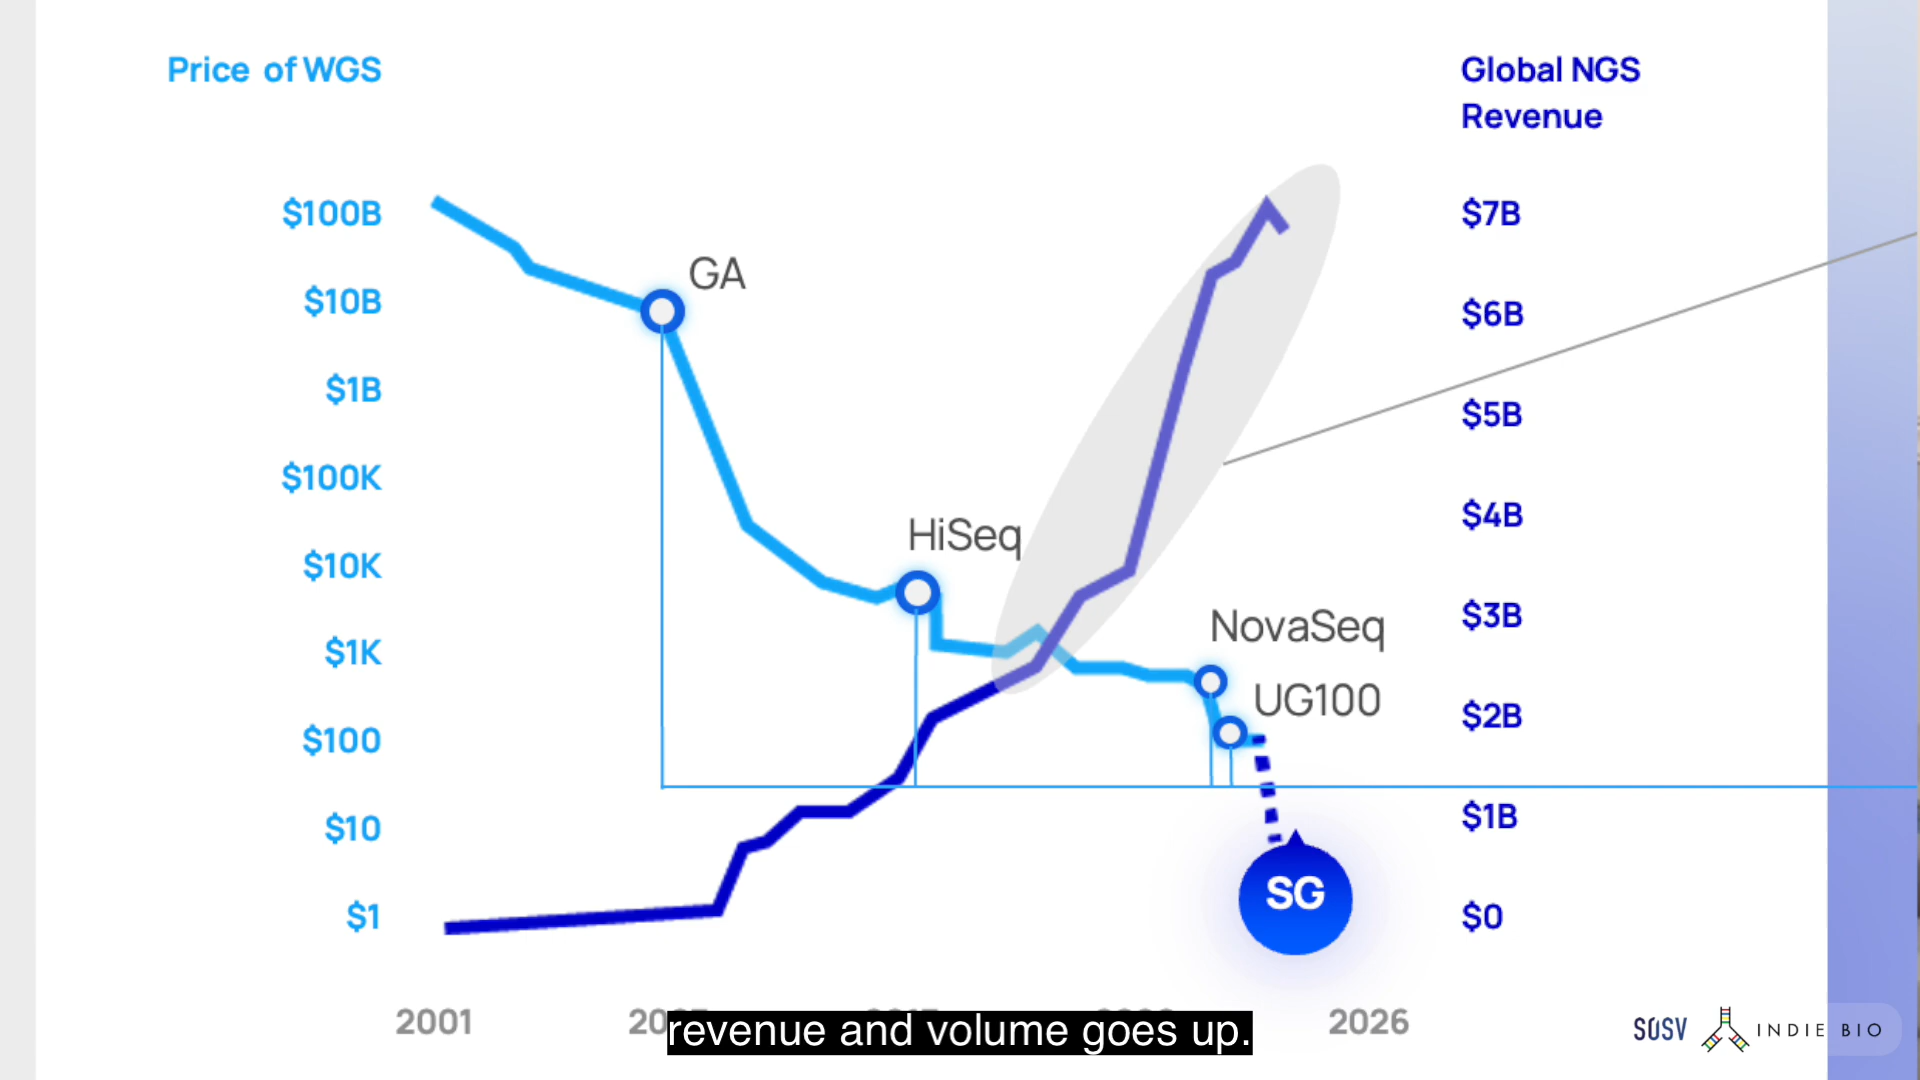 Price of WGS
Global NGS
Revenue
$100B
$10B
$1B
$100K
$10K
$1K
$100
$10
$1
GA
HiSeq
NovaSeq
UG100
SG
$7B
$6B
$5B
$4B
$3B
$2B
$1B
$0
2001
2026
revenue and volume goes up.
SOSV
INDIE BIO